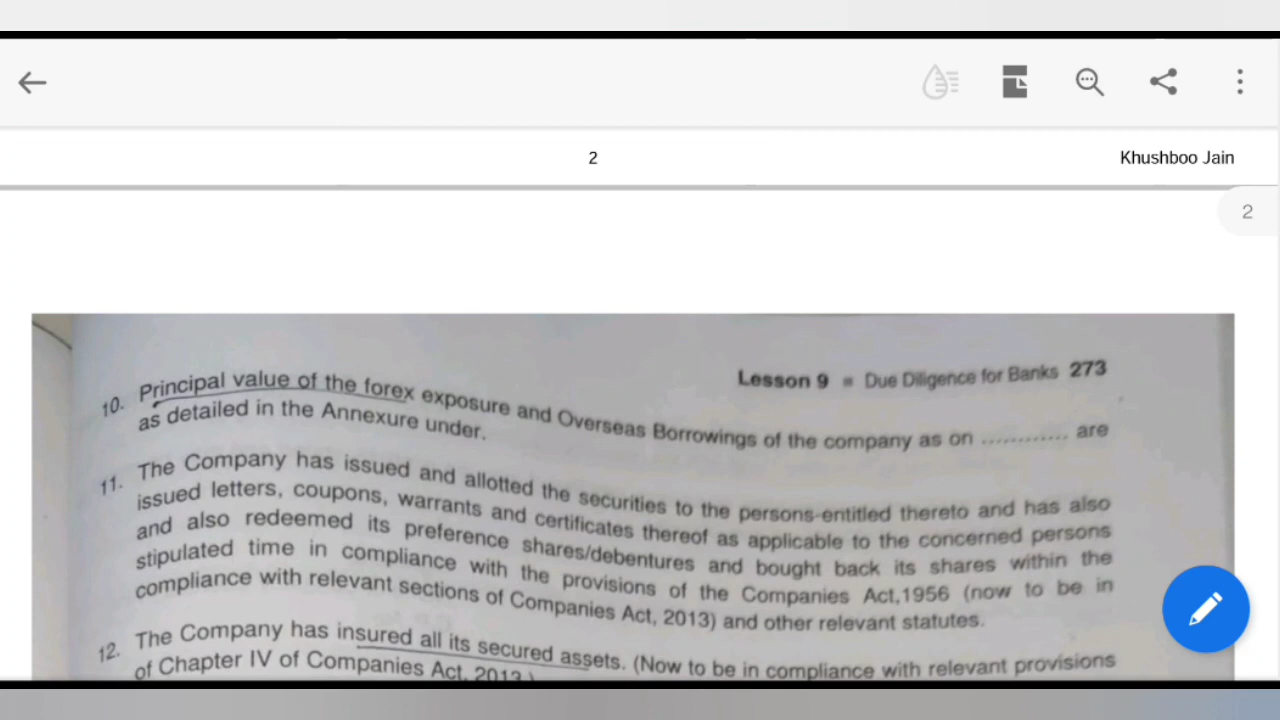 2
Khushboo Jain
2
Lesson 9 ■ Due Diligence for Banks 273
10. Principal value of the forex exposure and Overseas Borrowings of the company as on ............ are
as detailed in the Annexure under.
11. The Company has issued and allotted the securities to the persons-entitled thereto and has also
issued letters, coupons, warrants and certificates thereof as applicable to the concerned persons
and also redeemed its preference shares/debentures and bought back its shares within the
stipulated time in compliance with the provisions of the Companies Act,1956 (now to be in
compliance with relevant sections of Companies Act, 2013) and other relevant statutes.
12. The Company has insured all its secured assets. (Now to be in compliance with relevant provisions
of Chapter IV of Companies Act, 2013.)